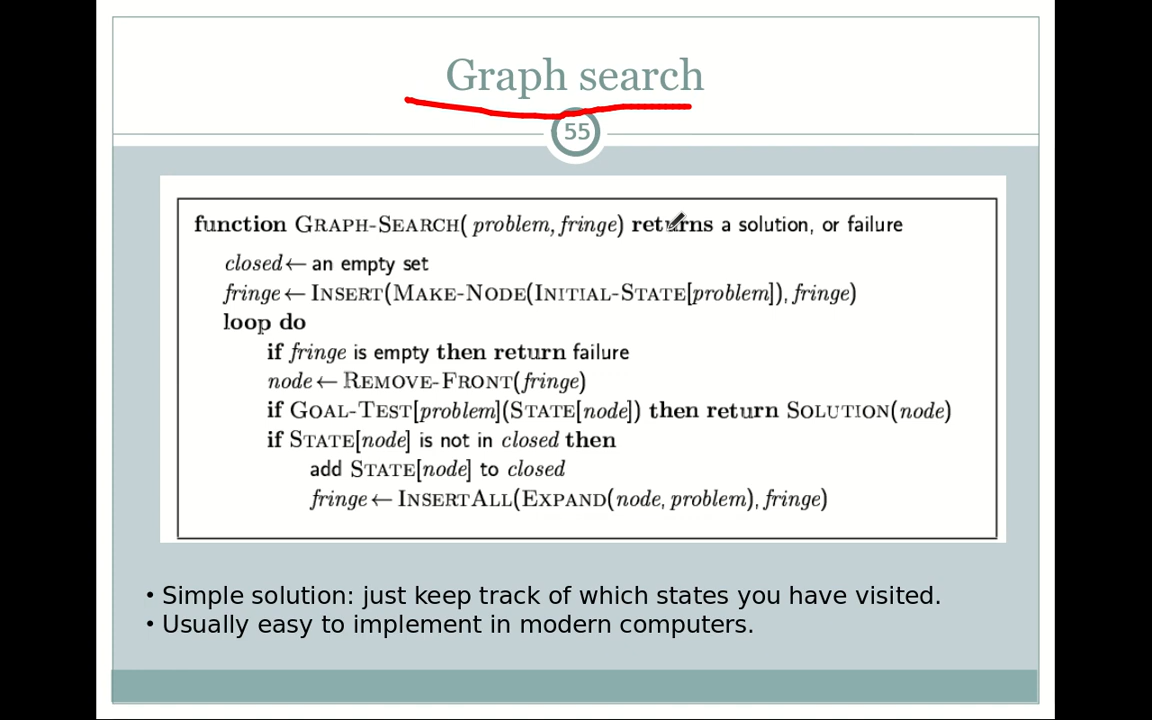 Graph search
55
function GRAPH-SEARCH( problem, fringe) returns a solution, or failure
closed ← an empty set
fringe ← INSERT(MAKE-NODE(INITIAL-STATE[problem]), fringe)
loop do
if fringe is empty then return failure
node ← REMOVE-FRONT(fringe)
if GOAL-TEST[problem](STATE[node]) then return SOLUTION(node)
if STATE[node] is not in closed then
add STATE[node] to closed
fringe ← INSERTALL(EXPAND(node, problem), fringe)
• Simple solution: just keep track of which states you have visited.
• Usually easy to implement in modern computers.